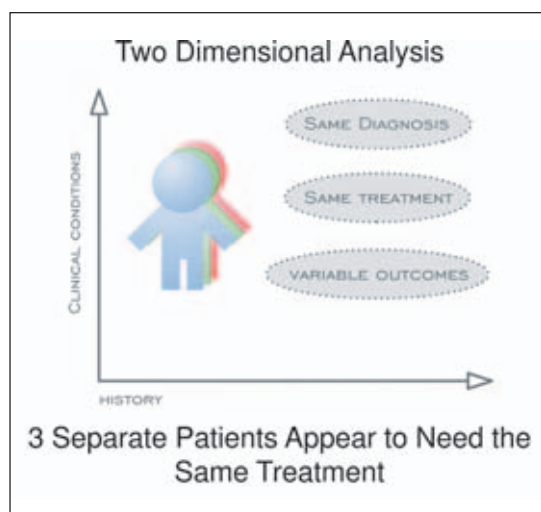 Two Dimensional Analysis
SAME DIAGNOSIS
SAME TREATMENT
VARIABLE OUTCOMES
CLINICAL CONDITIONS
HISTORY
3 Separate Patients Appear to Need the
Same Treatment